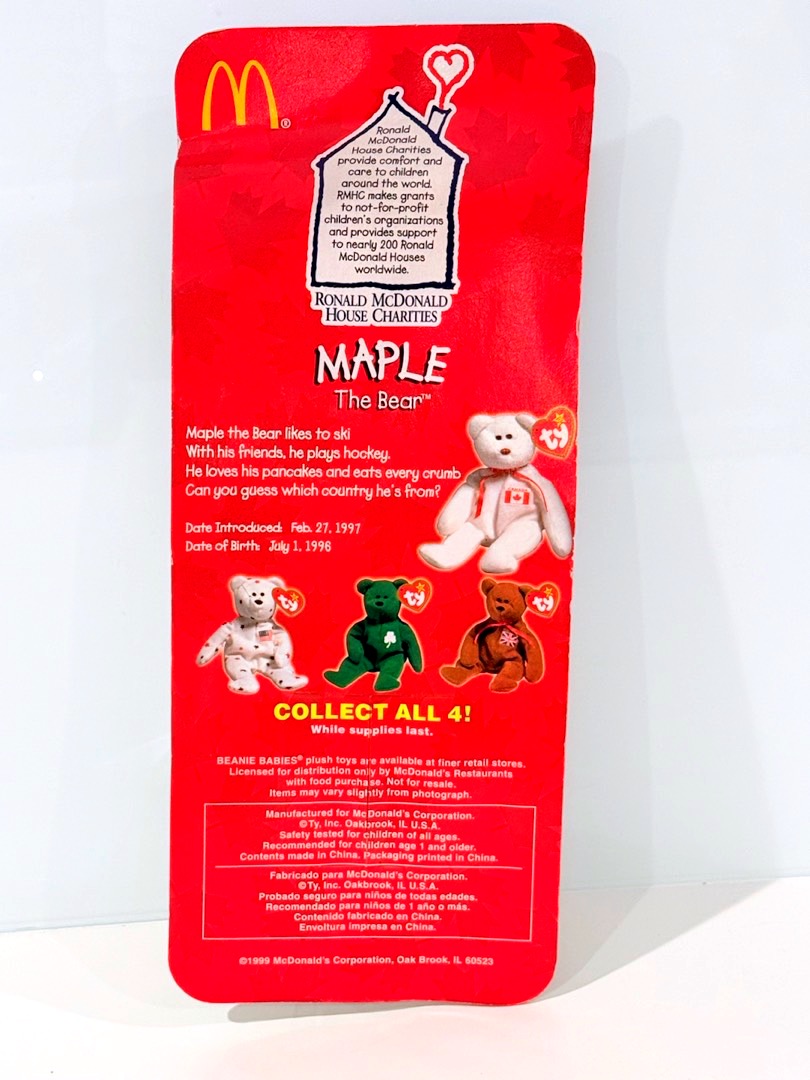 ®
Ronald
McDonald
House Charities
provide comfort and
care to children
around the world.
RMHC makes grants
to not-for-profit
children's organizations
and provides support
to nearly 200 Ronald
McDonald Houses
worldwide.
RONALD MCDONALD
HOUSE CHARITIES
MAPLE
The Bear™
Maple the Bear likes to ski
With his friends, he plays hockey.
He loves his pancakes and eats every crumb
Can you guess which country he's from?
ty
Date Introduced: Feb. 27, 1997
Date of Birth: July 1, 1996
ty
ty
ty
COLLECT ALL 4!
While supplies last.
BEANIE BABIES® plush toys are available at finer retail stores.
Licensed for distribution only by McDonald's Restaurants
with food purchase. Not for resale.
Items may vary slightly from photograph.
Manufactured for McDonald's Corporation.
©Ty, Inc. Oakbrook, IL U.S.A.
Safety tested for children of all ages.
Recommended for children age 1 and older.
Contents made in China. Packaging printed in China.
Fabricado para McDonald's Corporation.
©Ty, Inc. Oakbrook, IL U.S.A.
Probado seguro para niños de todas edades.
Recomendado para niños de 1 año o más.
Contenido fabricado en China.
Envoltura impresa en China.
©1999 McDonald's Corporation, Oak Brook, IL 60523